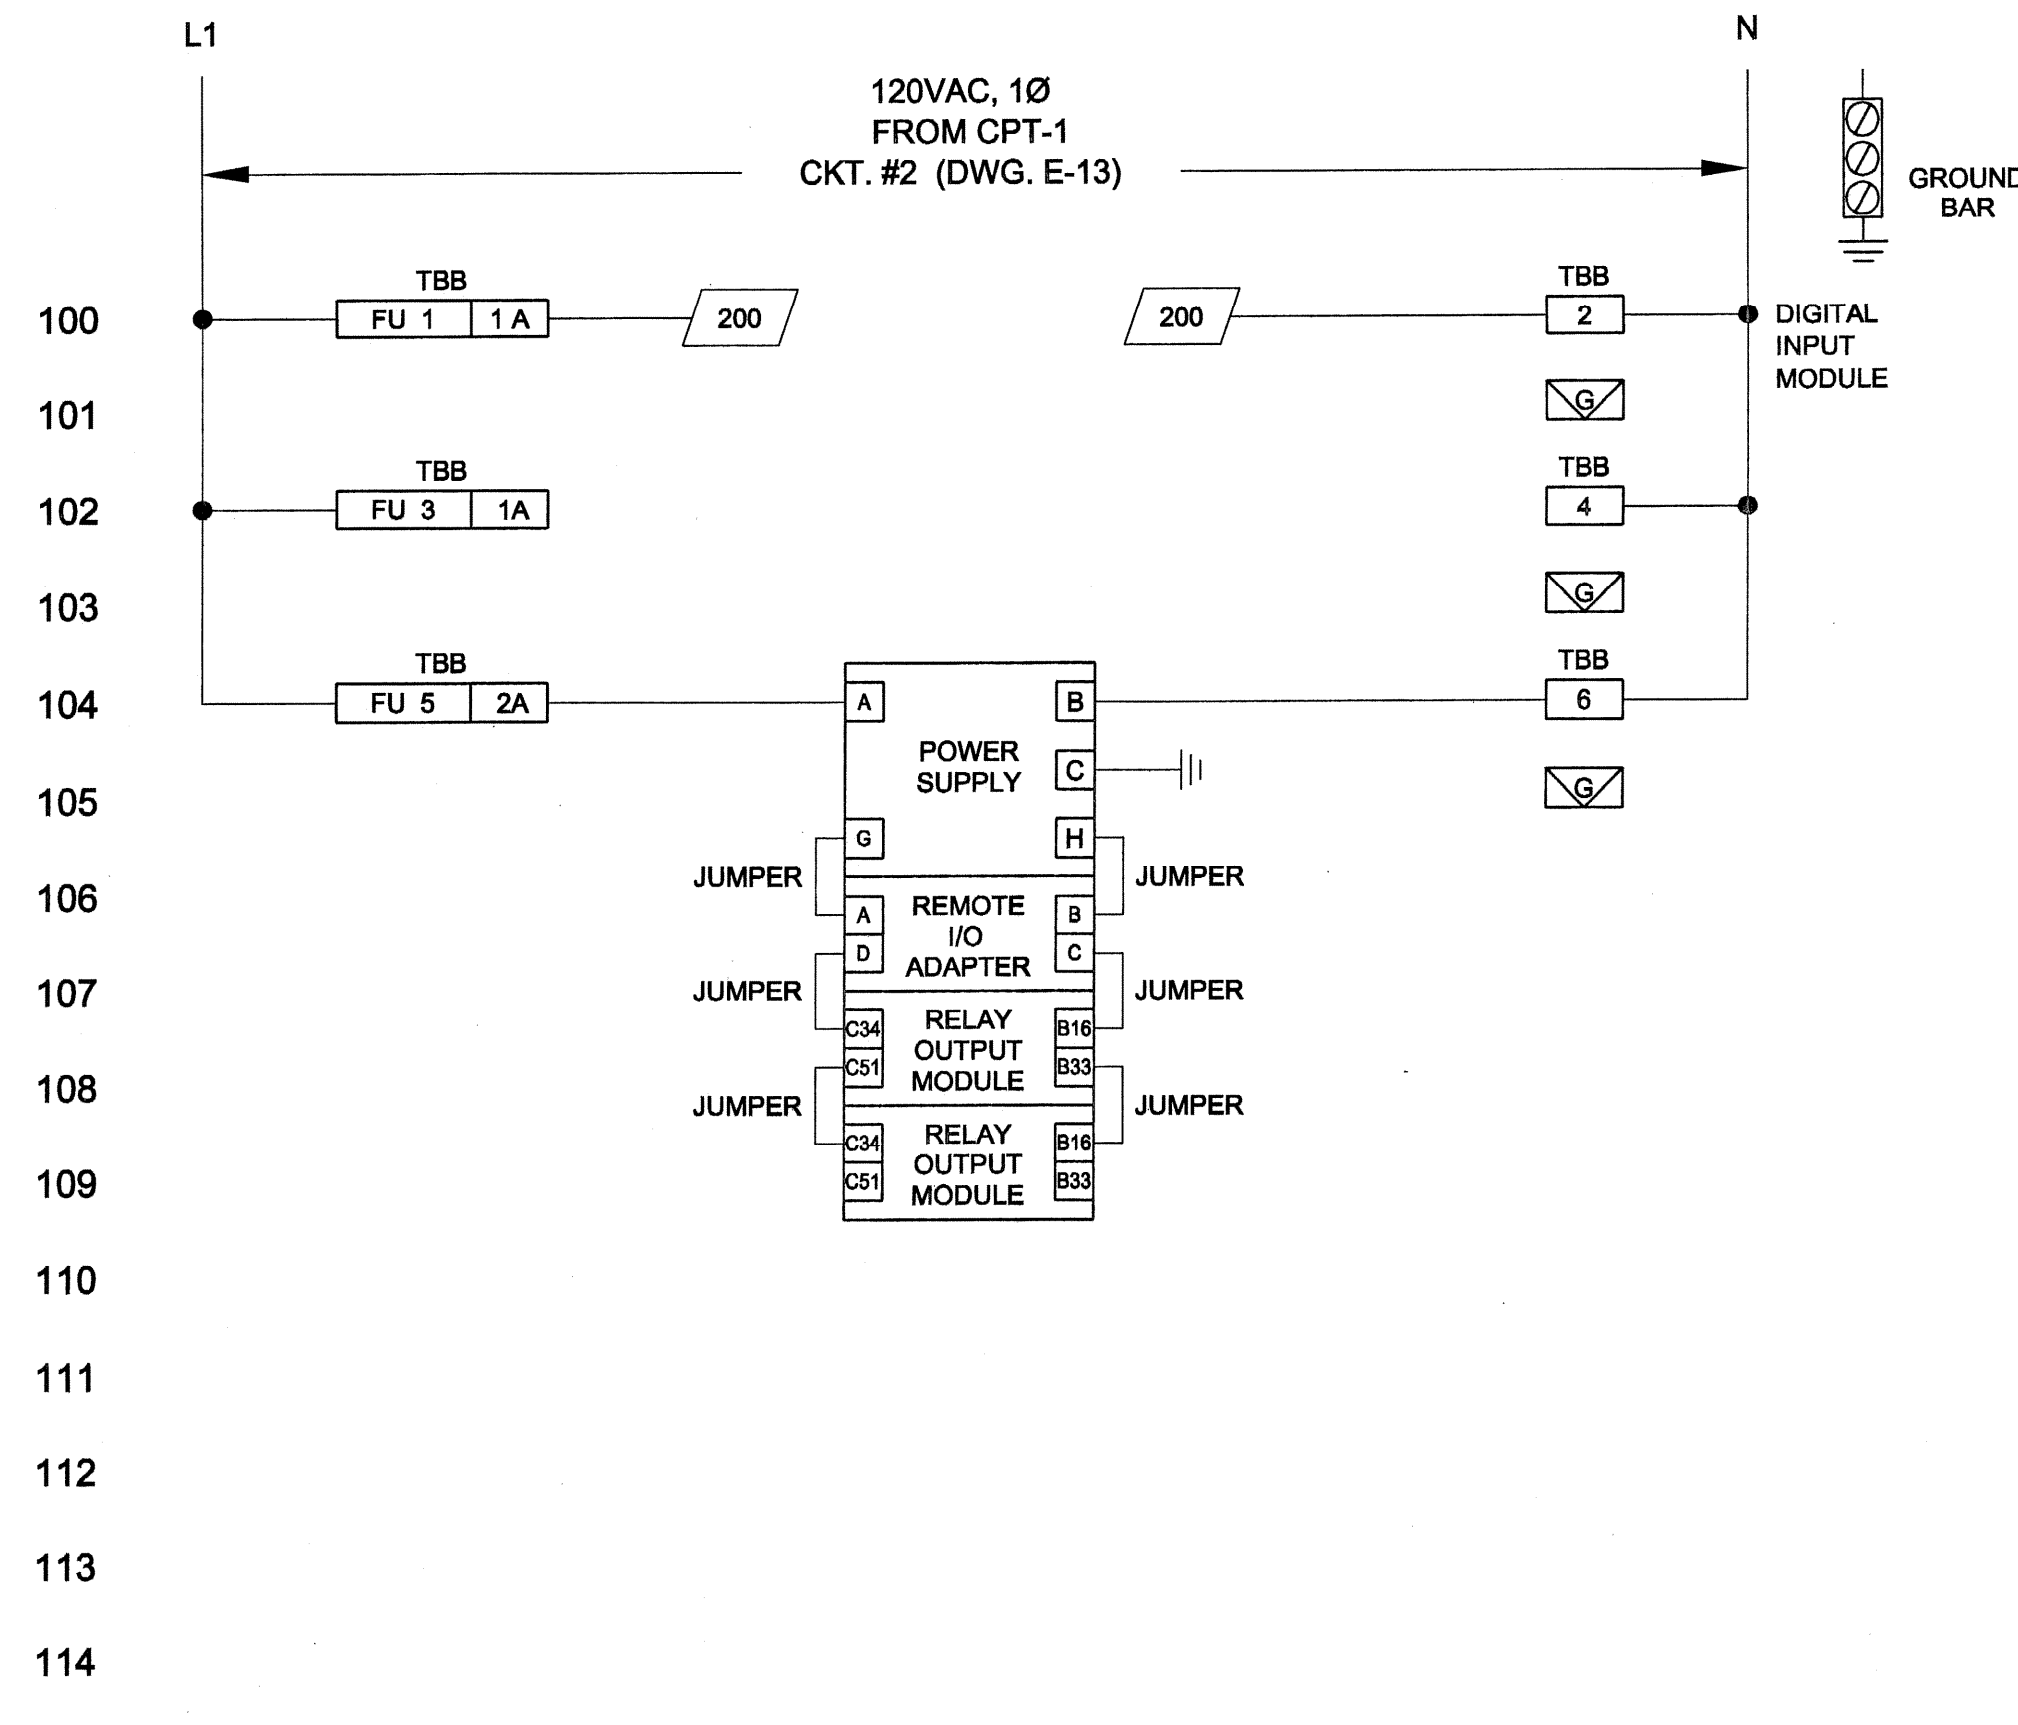 L1
N
120VAC, 1Ø
FROM CPT-1
CKT. #2 (DWG. E-13)
GROUND
BAR
100
TBB
FU 1
1 A
200
200
TBB
2
DIGITAL
INPUT
MODULE
101
G
102
TBB
FU 3
1A
TBB
4
103
G
104
TBB
FU 5
2A
A
B
TBB
6
POWER
SUPPLY
C
105
G
G
H
JUMPER
JUMPER
106
A
REMOTE
I/O
ADAPTER
B
D
C
107
JUMPER
JUMPER
C34
RELAY
OUTPUT
MODULE
B16
C51
B33
108
JUMPER
JUMPER
C34
RELAY
OUTPUT
MODULE
B16
C51
B33
109
110
111
112
113
114